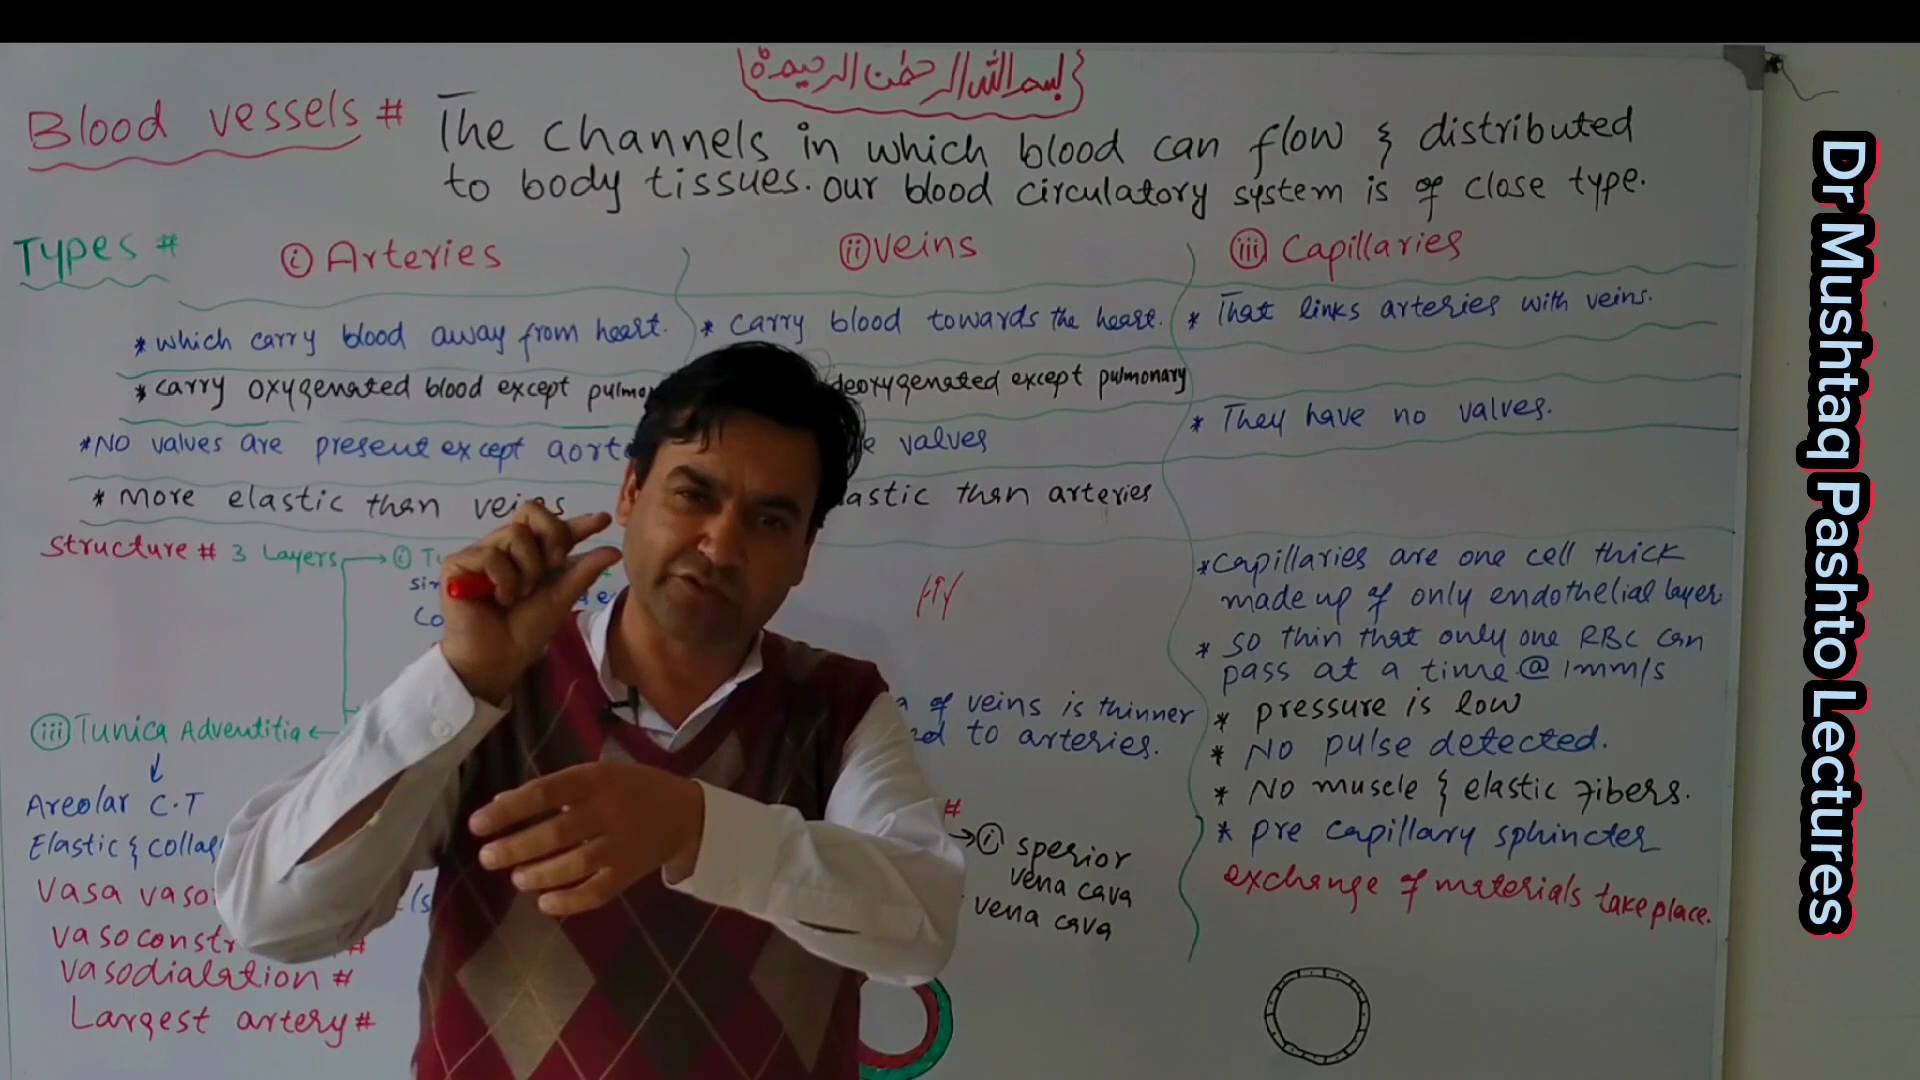 بسم الله الرحمن الرحيم
Blood vessels # The channels in which blood can flow & distributed
to body tissues. our blood circulatory system is of close type.
Types #
(i) Arteries
* which carry blood away from heart.
* carry oxygenated blood except
* No valves are present except
* more elastic than veins
(ii) veins
* carry blood towards the heart.
deoxygenated except pulmonary
valves
than arteries
(iii) Capillaries
* That links arteries with veins.
* They have no valves.
* capillaries are one cell thick
made up of only endothelial layer
* so thin that only one RBC can
pass at a time @ 1mm/s
* pressure is low
* No pulse detected.
* No muscle & elastic fibers.
* pre capillary sphincter
exchange of materials take place.
Structure # 3 Layers → (i)
(iii) Tunica Adventitia ←
Areolar C.T
Elastic &
vasa
vasodialation #
Largest artery #
of veins is thinner
to arteries.
#
→ (i) sperior
vena cava
vena cava
Dr Mushtaq Pashto Lectures